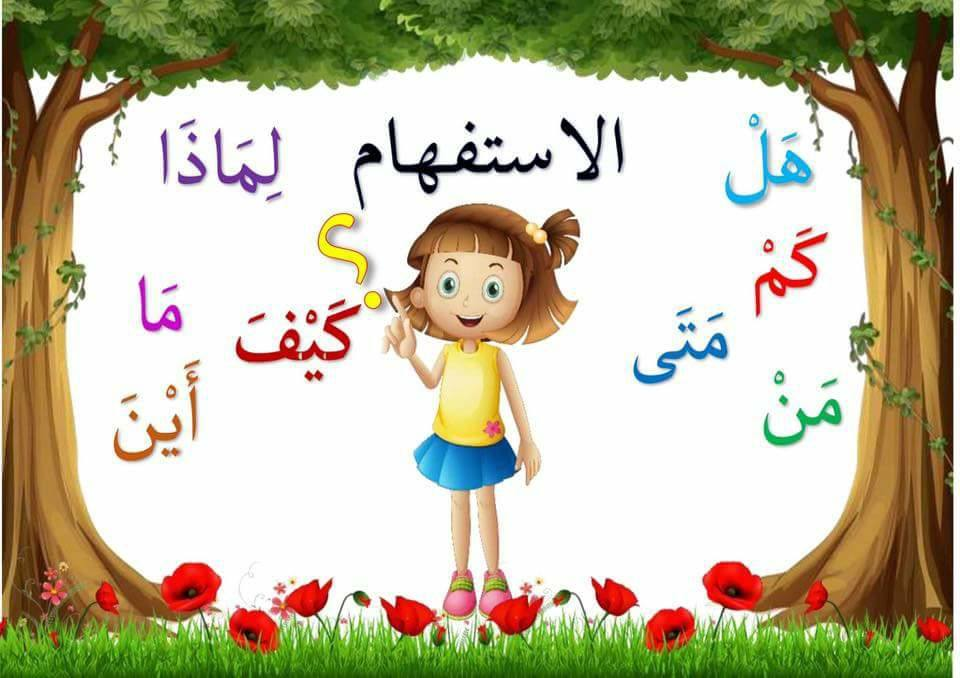 هَلْ
الاستفهام
لِمَاذَا
؟
كَمْ
مَا
مَتَى
كَيْفَ
مَنْ
أَيْنَ